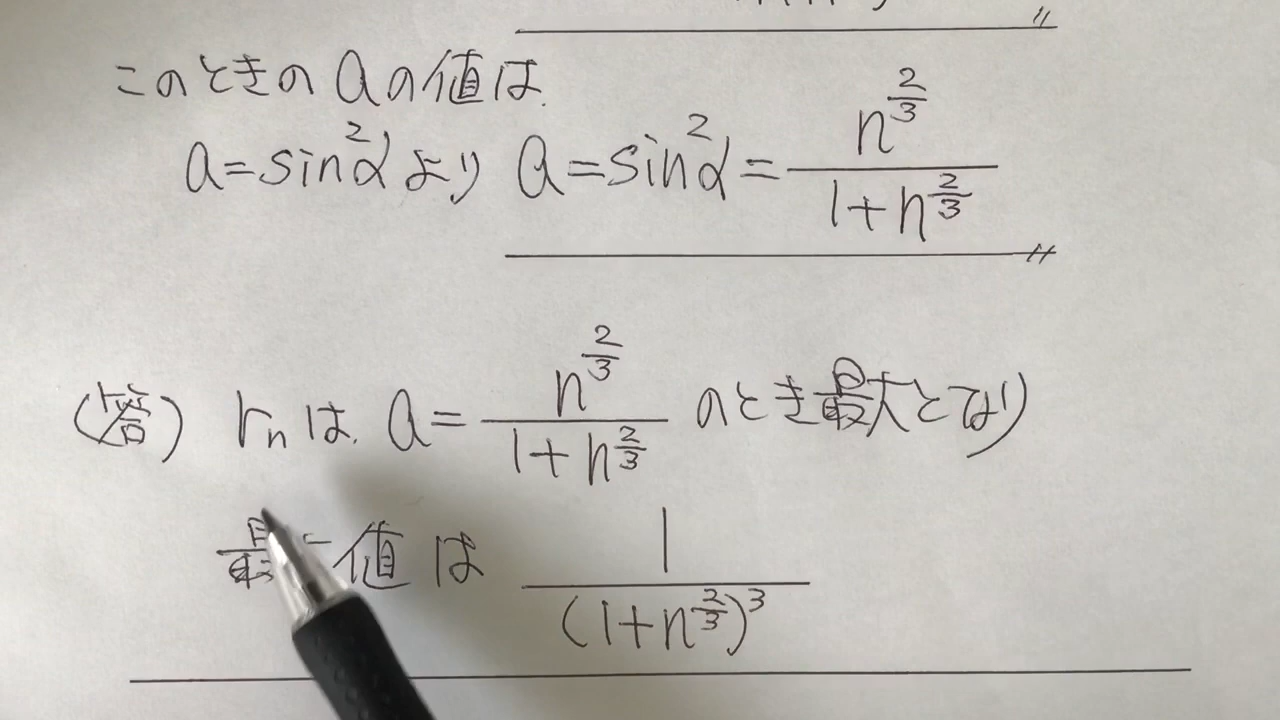 このときのaの値は、
a=sin²αより a=sin²α=n^{2/3}/(1+n^{2/3})
(答) rₙは、a=n^{2/3}/(1+n^{2/3}) のとき最大となり
値は 1/(1+n^{2/3})³